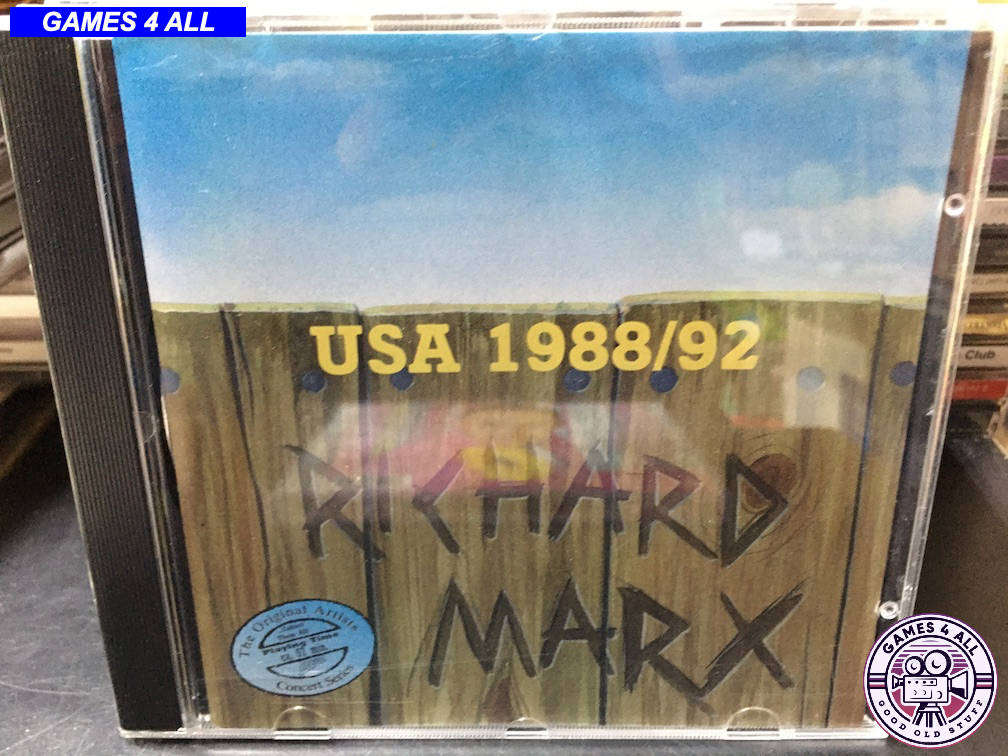 GAMES 4 ALL
USA 1988/92
RICHARD
MARX
The Original Artists
Playing Time
Concert Series
Club
GAMES 4 ALL
GOOD OLD STUFF